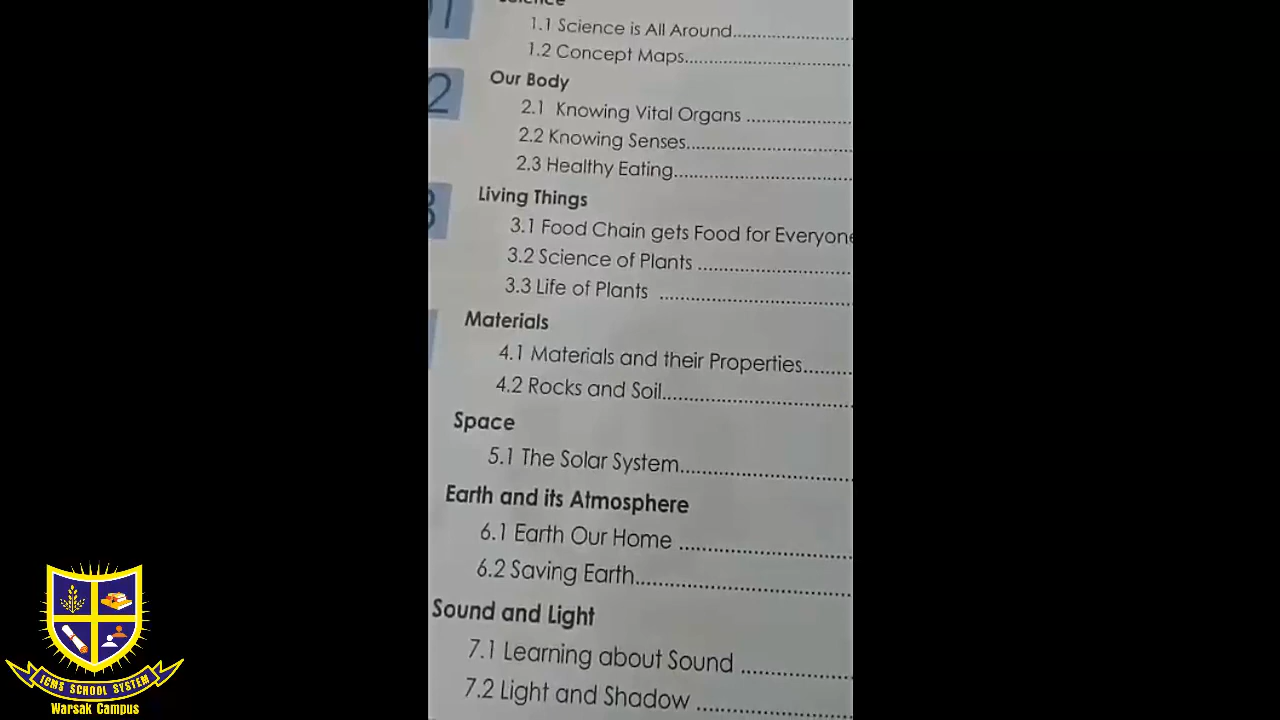 Science
1.1 Science is All Around
1.2 Concept Maps
2
Our Body
2.1 Knowing Vital Organs
2.2 Knowing Senses
2.3 Healthy Eating
Living Things
3.1 Food Chain gets Food for Everyone
3.2 Science of Plants
3.3 Life of Plants
Materials
4.1 Materials and their Properties
4.2 Rocks and Soil
Space
5.1 The Solar System
Earth and its Atmosphere
6.1 Earth Our Home
6.2 Saving Earth
Sound and Light
7.1 Learning about Sound
7.2 Light and Shadow
ICMS SCHOOL SYSTEM
Warsak Campus